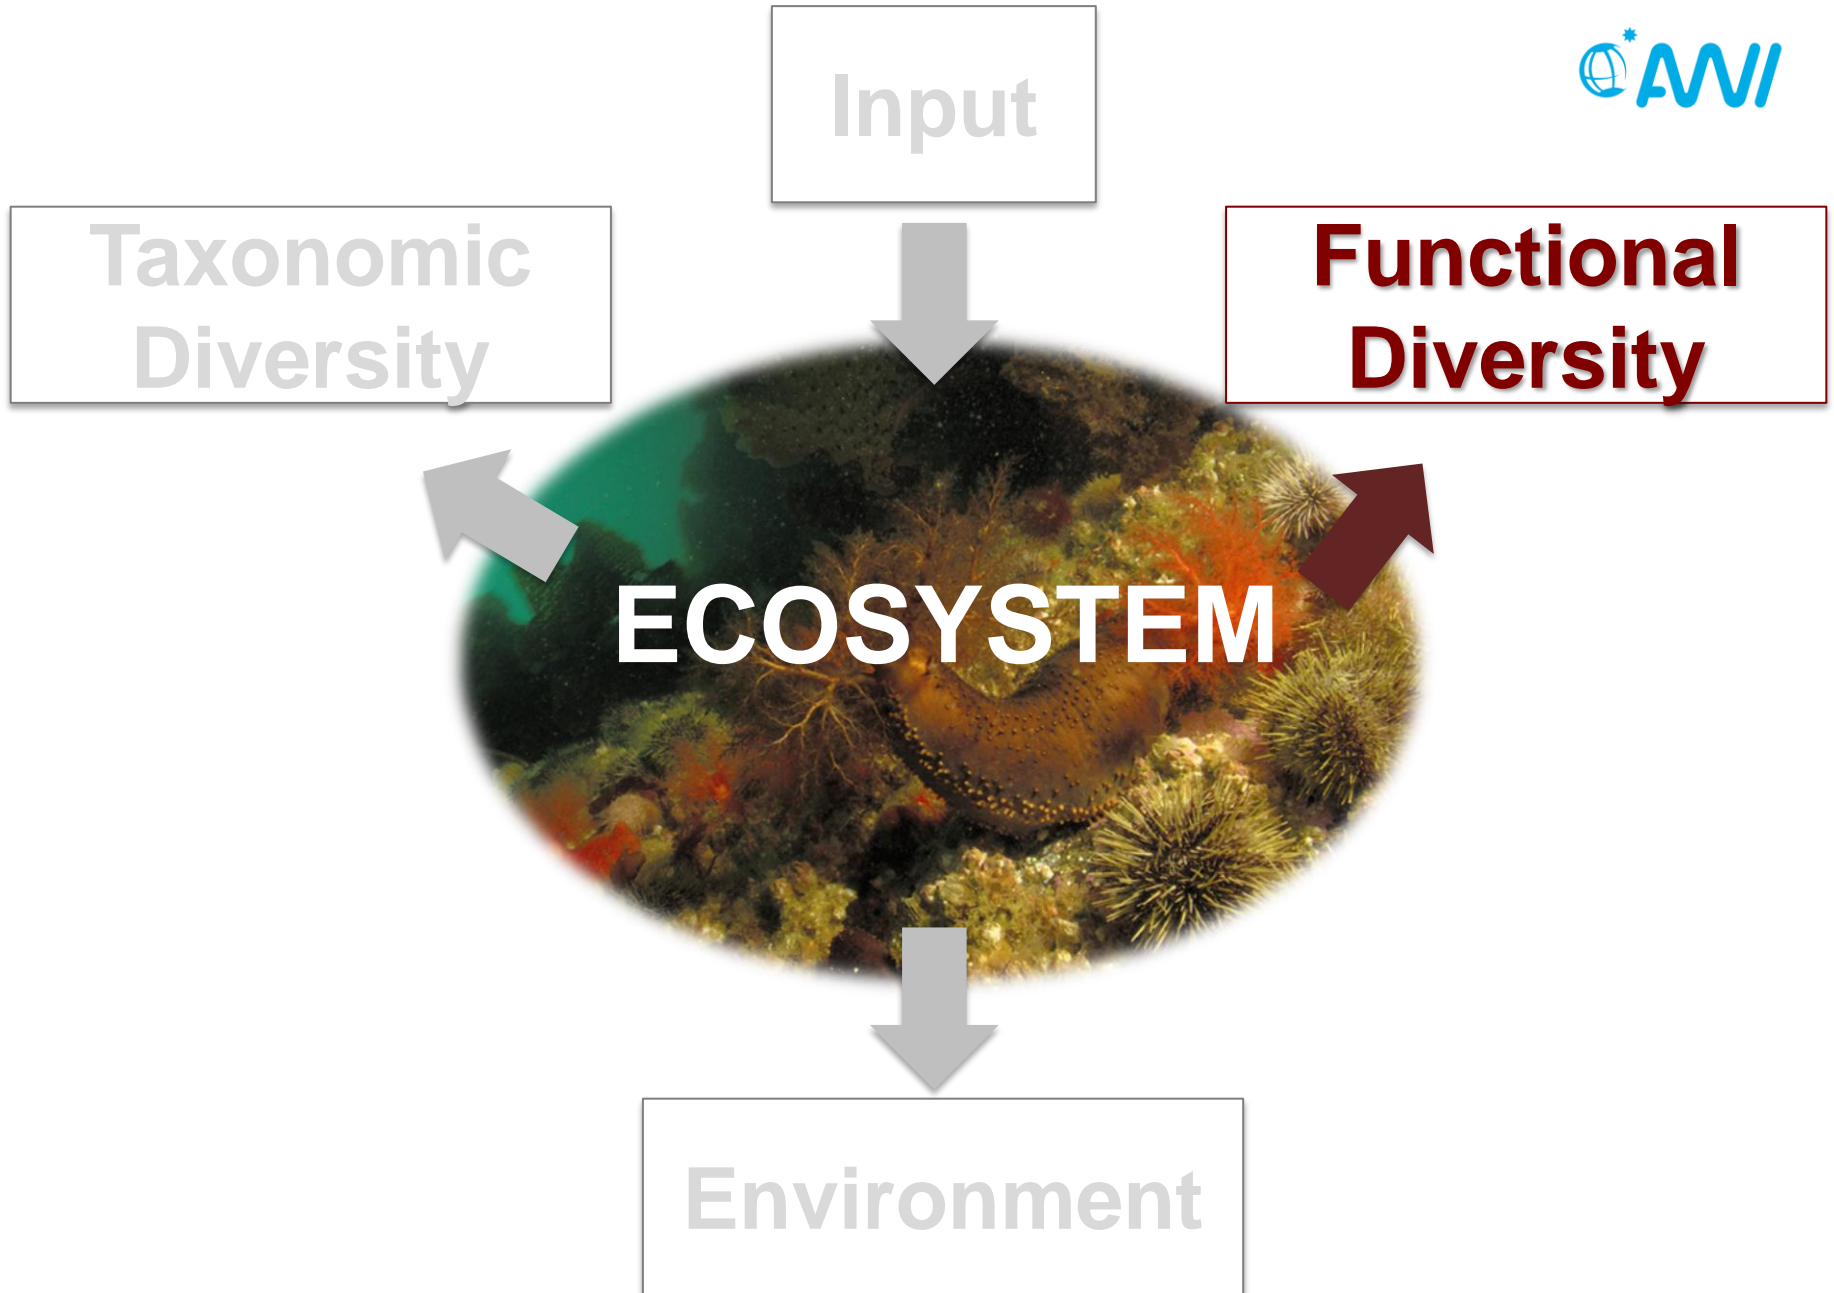 Input
AWI
Taxonomic
Diversity
Functional
Diversity
ECOSYSTEM
Environment